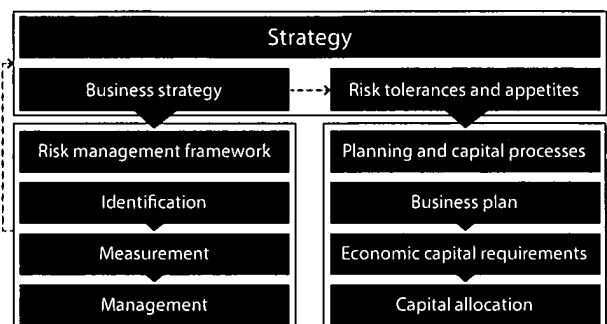 Strategy
Business strategy
Risk tolerances and appetites
Risk management framework
Identification
Measurement
Management
Planning and capital processes
Business plan
Economic capital requirements
Capital allocation